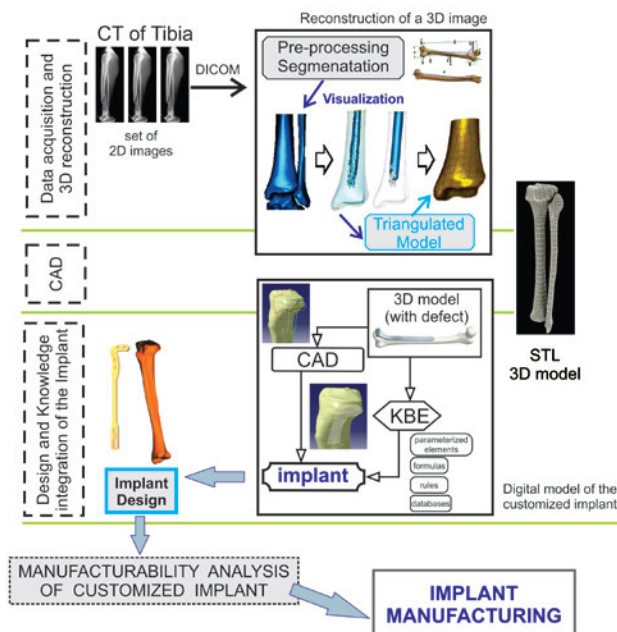 Reconstruction of a 3D image
CT of Tibia
DICOM
set of
2D images
Data acquisition and
3D reconstruction
Pre-processing
Segmenatation
Visualization
Triangulated
Model
CAD
STL
3D model
Design and Knowledge
integration of the Implant
3D model
(with defect)
CAD
KBE
parameterized
elements
formulas
rules
databases
implant
Implant
Design
Digital model of the
customized implant
MANUFACTURABILITY ANALYSIS
OF CUSTOMIZED IMPLANT
IMPLANT
MANUFACTURING